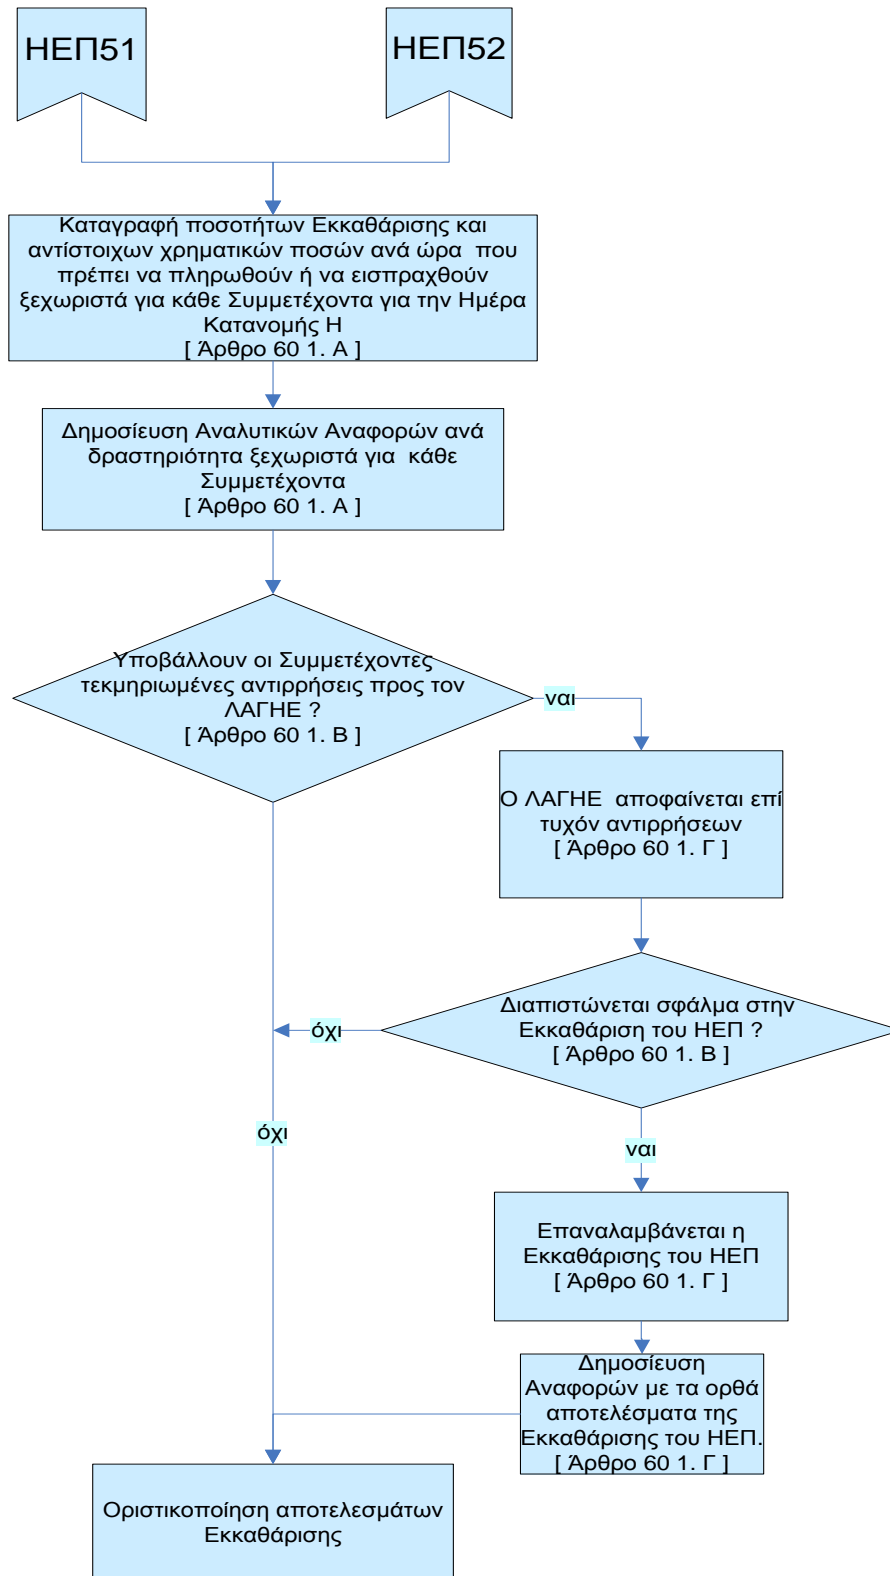 ΗΕΠ51
ΗΕΠ52
Καταγραφή ποσοτήτων Εκκαθάρισης και
αντίστοιχων χρηματικών ποσών ανά ώρα που
πρέπει να πληρωθούν ή να εισπραχθούν
ξεχωριστά για κάθε Συμμετέχοντα για την Ημέρα
Κατανομής Η
[ Άρθρο 60 1. Α ]
Δημοσίευση Αναλυτικών Αναφορών ανά
δραστηριότητα ξεχωριστά για κάθε
Συμμετέχοντα
[ Άρθρο 60 1. Α ]
Υποβάλλουν οι Συμμετέχοντες
τεκμηριωμένες αντιρρήσεις προς τον
ΛΑΓΗΕ ?
[ Άρθρο 60 1. Β ]
ναι
Ο ΛΑΓΗΕ αποφαίνεται επί
τυχόν αντιρρήσεων
[ Άρθρο 60 1. Γ ]
Διαπιστώνεται σφάλμα στην
Εκκαθάριση του ΗΕΠ ?
[ Άρθρο 60 1. Β ]
όχι
όχι
ναι
Επαναλαμβάνεται η
Εκκαθάρισης του ΗΕΠ
[ Άρθρο 60 1. Γ ]
Δημοσίευση
Αναφορών με τα ορθά
αποτελέσματα της
Εκκαθάρισης του ΗΕΠ.
[ Άρθρο 60 1. Γ ]
Οριστικοποίηση αποτελεσμάτων
Εκκαθάρισης